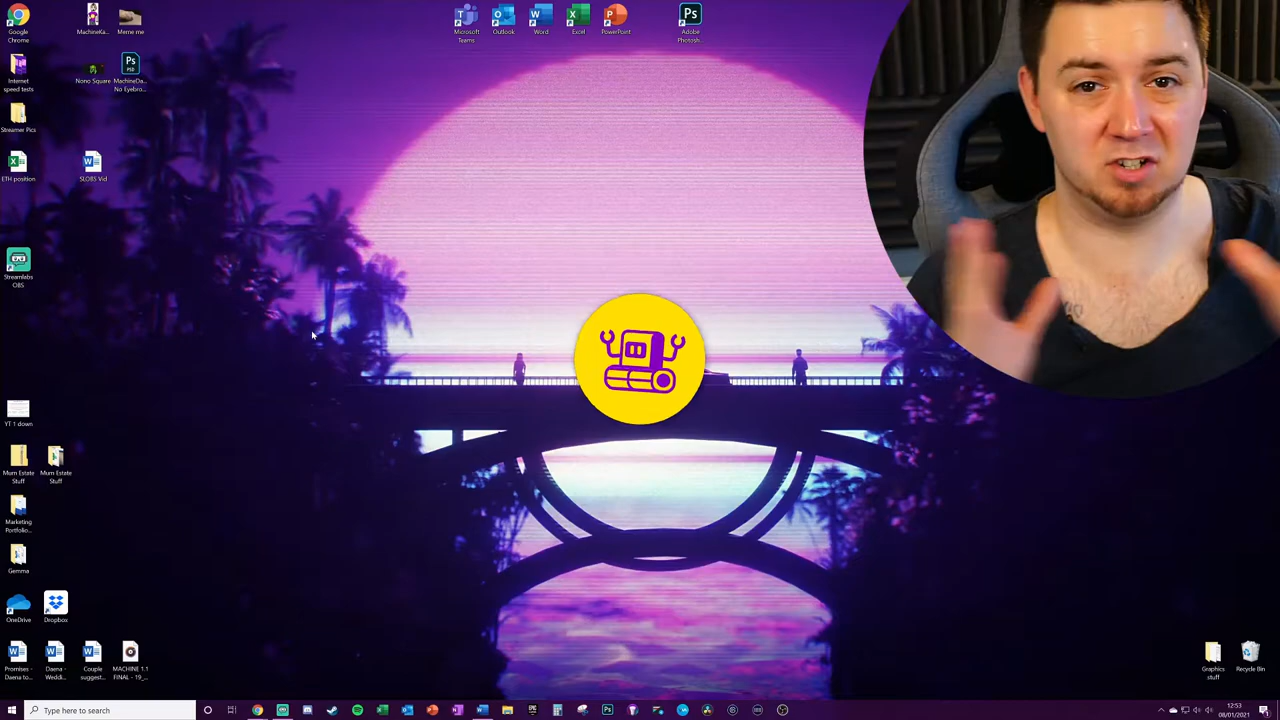 Google
Chrome
MachineKa...
Meme me
Microsoft
Teams
Outlook
Word
Excel
PowerPoint
Ps
Adobe
Photosh...
Internet
speed tests
Nono Square
Ps
PSD
MachineDa...
No Eyebro...
Streamer Pics
ETH position
SLOBS Vid
Streamlabs
OBS
YT 1 down
Mum Estate
Stuff
Mum Estate
Stuff
Marketing
Portfolio...
Gemma
OneDrive
Dropbox
Promises -
Daena to...
Daena -
Weddi...
Couple
suggest...
MACHINE 1.1
FINAL - 19_...
Graphics
stuff
Recycle Bin
Type here to search
12:53
08/01/2021